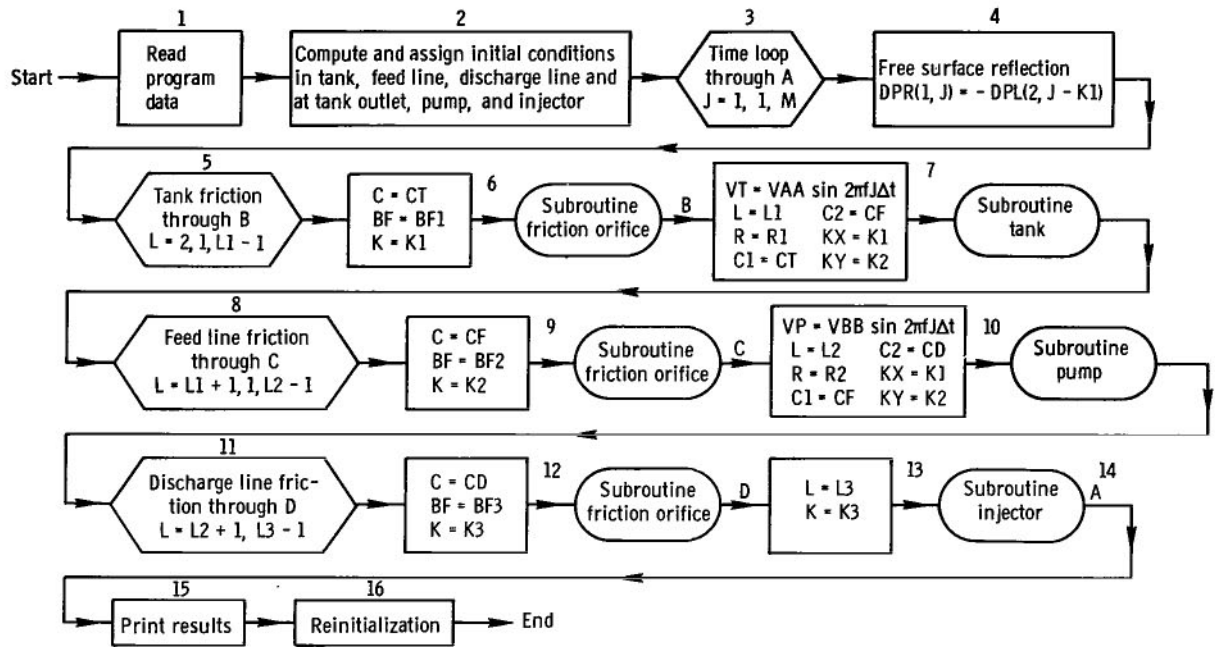 1
2
3
4
Start
Read
program
data
Compute and assign initial conditions
in tank, feed line, discharge line and
at tank outlet, pump, and injector
Time loop
through A
J = 1, 1, M
Free surface reflection
DPR(1, J) = - DPL(2, J - K1)
5
6
7
Tank friction
through B
L = 2, 1, L1 - 1
C = CT
BF = BF1
K = K1
Subroutine
friction orifice
B
VT = VAA sin 2πfJΔt
L = L1 C2 = CF
R = R1 KX = K1
C1 = CT KY = K2
Subroutine
tank
8
9
10
Feed line friction
through C
L = L1 + 1, 1, L2 - 1
C = CF
BF = BF2
K = K2
Subroutine
friction orifice
C
VP = VBB sin 2πfJΔt
L = L2 C2 = CD
R = R2 KX = K1
C1 = CF KY = K2
Subroutine
pump
11
12
13
14
Discharge line fric-
tion through D
L = L2 + 1, L3 - 1
C = CD
BF = BF3
K = K3
Subroutine
friction orifice
D
L = L3
K = K3
Subroutine
injector
A
15
16
Print results
Reinitialization
End